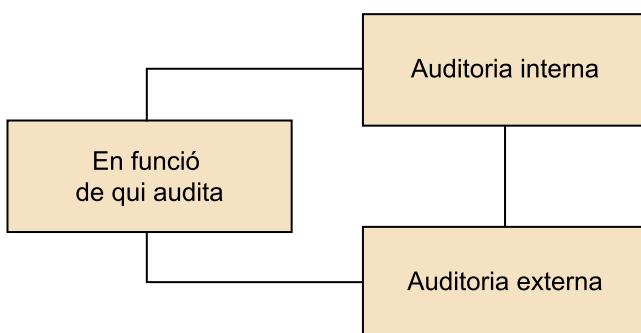 Auditoria interna
En funció
de qui audita
Auditoria externa